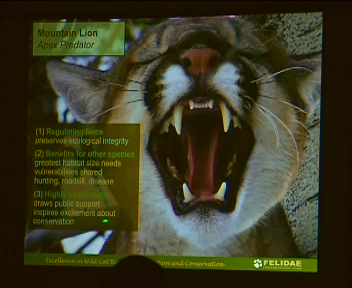 Mountain Lion
Apex Predator
(1) Regulating force
preserves ecological integrity
(2) Benefits for other species
greatest habitat size needs
vulnerabilities shared
hunting, roadkill, disease
(3) Highly
draws public support
inspires excitement about
conservation
Excellence in Wild Cat and Conservation
FELIDAE